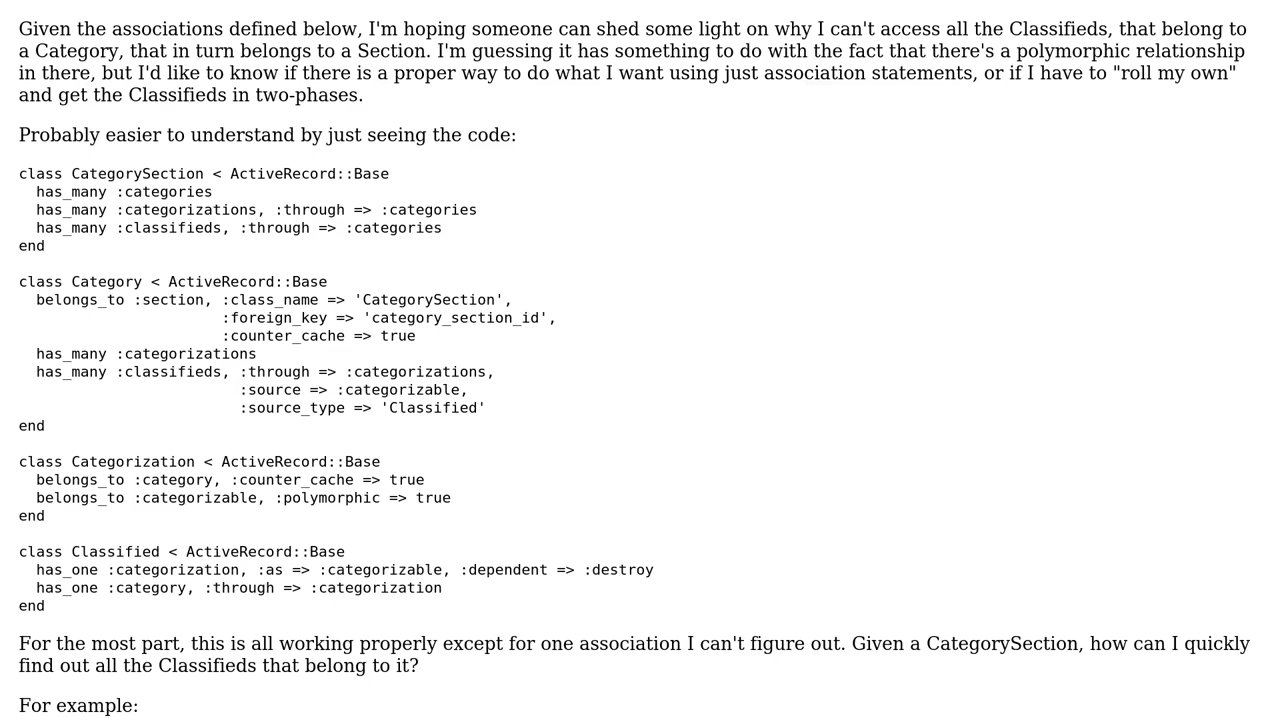 Given the associations defined below, I'm hoping someone can shed some light on why I can't access all the Classifieds, that belong to
a Category, that in turn belongs to a Section. I'm guessing it has something to do with the fact that there's a polymorphic relationship
in there, but I'd like to know if there is a proper way to do what I want using just association statements, or if I have to "roll my own"
and get the Classifieds in two-phases.
Probably easier to understand by just seeing the code:
class CategorySection < ActiveRecord::Base
  has_many :categories
  has_many :categorizations, :through => :categories
  has_many :classifieds, :through => :categories
end
class Category < ActiveRecord::Base
  belongs_to :section, :class_name => 'CategorySection',
                       :foreign_key => 'category_section_id',
                       :counter_cache => true
  has_many :categorizations
  has_many :classifieds, :through => :categorizations,
                         :source => :categorizable,
                         :source_type => 'Classified'
end
class Categorization < ActiveRecord::Base
  belongs_to :category, :counter_cache => true
  belongs_to :categorizable, :polymorphic => true
end
class Classified < ActiveRecord::Base
  has_one :categorization, :as => :categorizable, :dependent => :destroy
  has_one :category, :through => :categorization
end
For the most part, this is all working properly except for one association I can't figure out. Given a CategorySection, how can I quickly
find out all the Classifieds that belong to it?
For example: